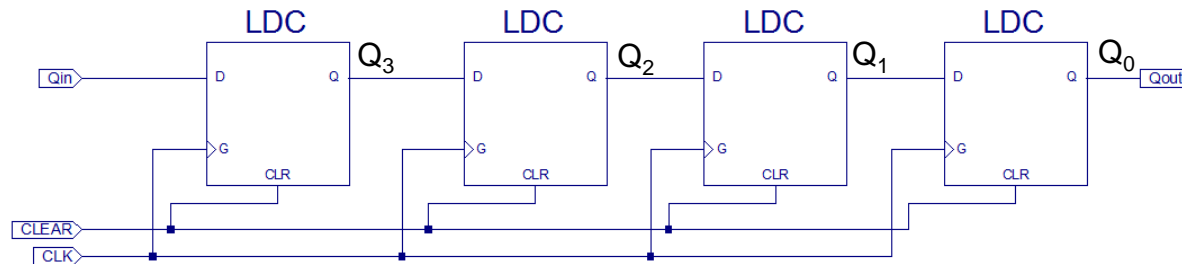 LDC LDC LDC LDC
Qin D Q Q3 D Q Q2 D Q Q1 D Q Q0 Qout
G G G G
CLR CLR CLR CLR
CLEAR
CLK